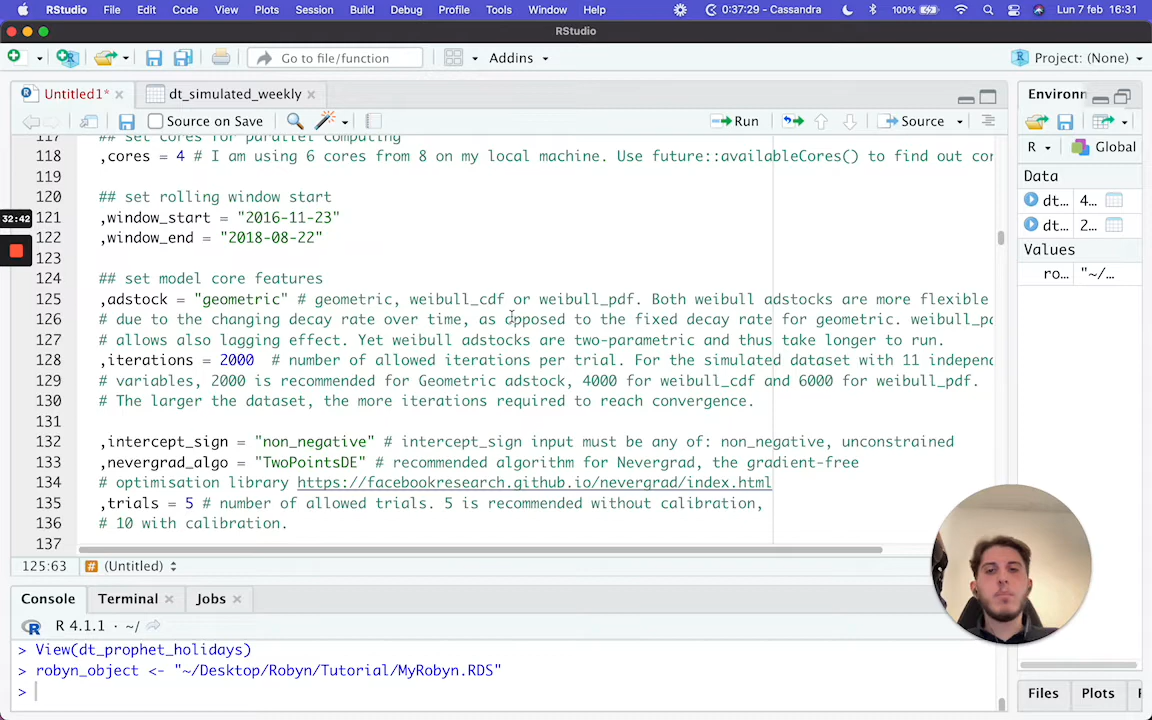 RStudio File Edit Code View Plots Session Build Debug Profile Tools Window Help 0:37:29 - Cassandra 100% Lun 7 feb 16:31
RStudio
Go to file/function Addins Project: (None)
Untitled1* dt_simulated_weekly
Source on Save Run Source
117 ## set cores for parallel computing
118 ,cores = 4 # I am using 6 cores from 8 on my local machine. Use future::availableCores() to find out cor
119
120 ## set rolling window start
121 ,window_start = "2016-11-23"
122 ,window_end = "2018-08-22"
123
124 ## set model core features
125 ,adstock = "geometric" # geometric, weibull_cdf or weibull_pdf. Both weibull adstocks are more flexible
126 # due to the changing decay rate over time, as opposed to the fixed decay rate for geometric. weibull_pd
127 # allows also lagging effect. Yet weibull adstocks are two-parametric and thus take longer to run.
128 ,iterations = 2000 # number of allowed iterations per trial. For the simulated dataset with 11 independ
129 # variables, 2000 is recommended for Geometric adstock, 4000 for weibull_cdf and 6000 for weibull_pdf.
130 # The larger the dataset, the more iterations required to reach convergence.
131
132 ,intercept_sign = "non_negative" # intercept_sign input must be any of: non_negative, unconstrained
133 ,nevergrad_algo = "TwoPointsDE" # recommended algorithm for Nevergrad, the gradient-free
134 # optimisation library https://facebookresearch.github.io/nevergrad/index.html
135 ,trials = 5 # number of allowed trials. 5 is recommended without calibration,
136 # 10 with calibration.
137
125:63 # (Untitled)
32:42
Console Terminal Jobs
R 4.1.1 · ~/
> View(dt_prophet_holidays)
> robyn_object <- "~/Desktop/Robyn/Tutorial/MyRobyn.RDS"
>
Environn
R Global
Data
dt... 4...
dt... 2...
Values
ro... "~/...
Files Plots